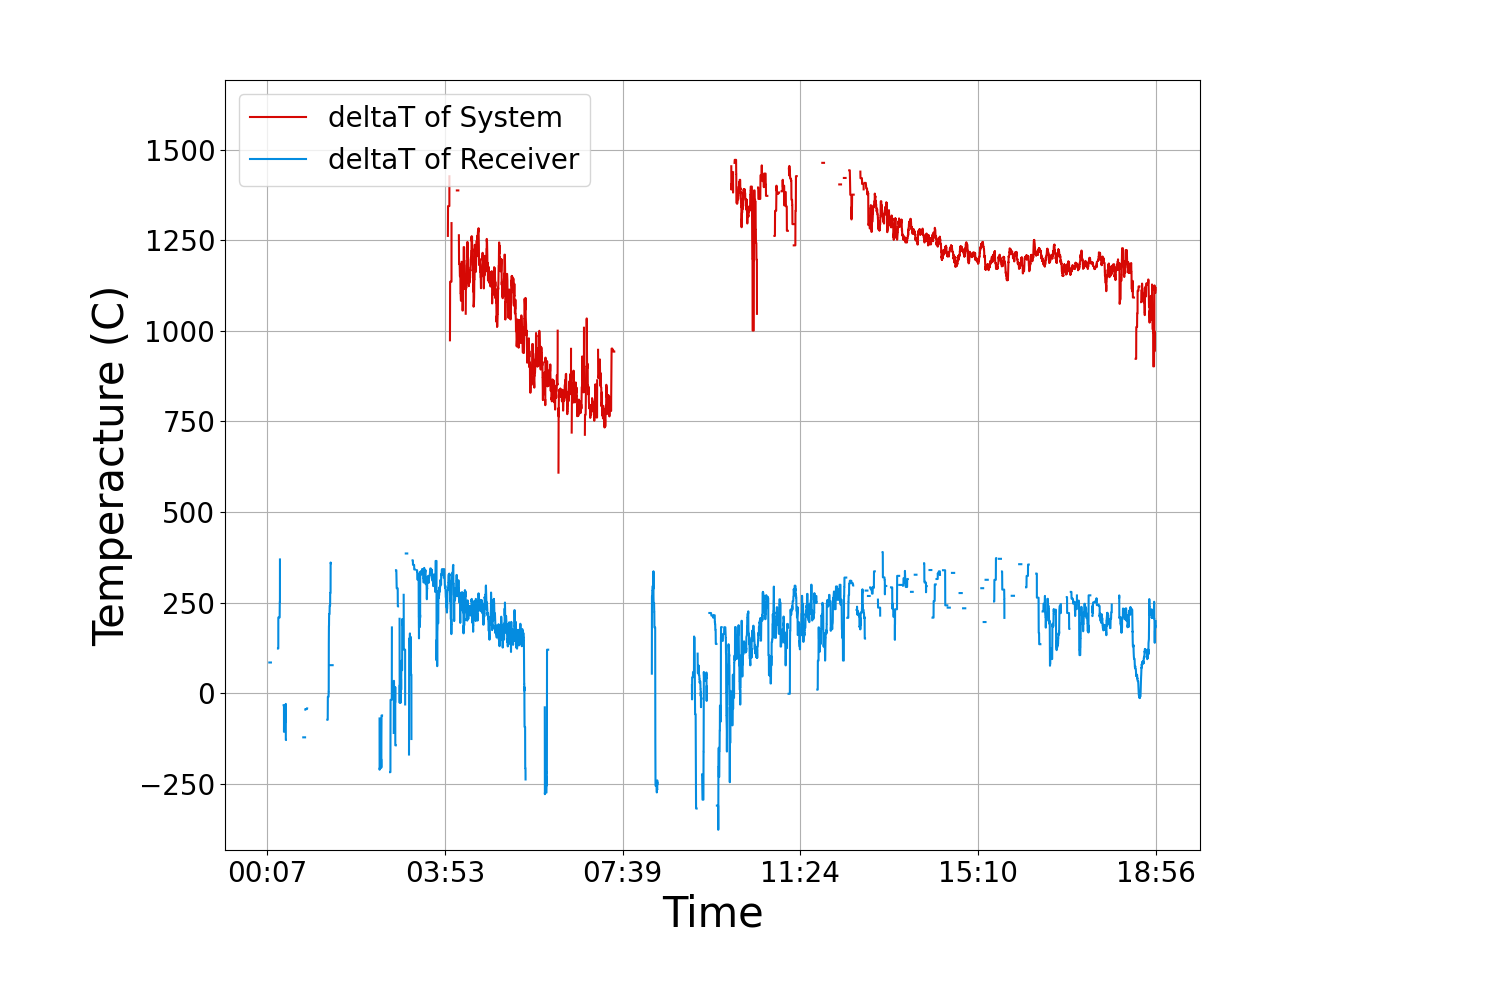 deltaT of System
deltaT of Receiver
1500
1250
1000
750
500
250
0
−250
Temperacture (C)
00:07 03:53 07:39 11:24 15:10 18:56
Time